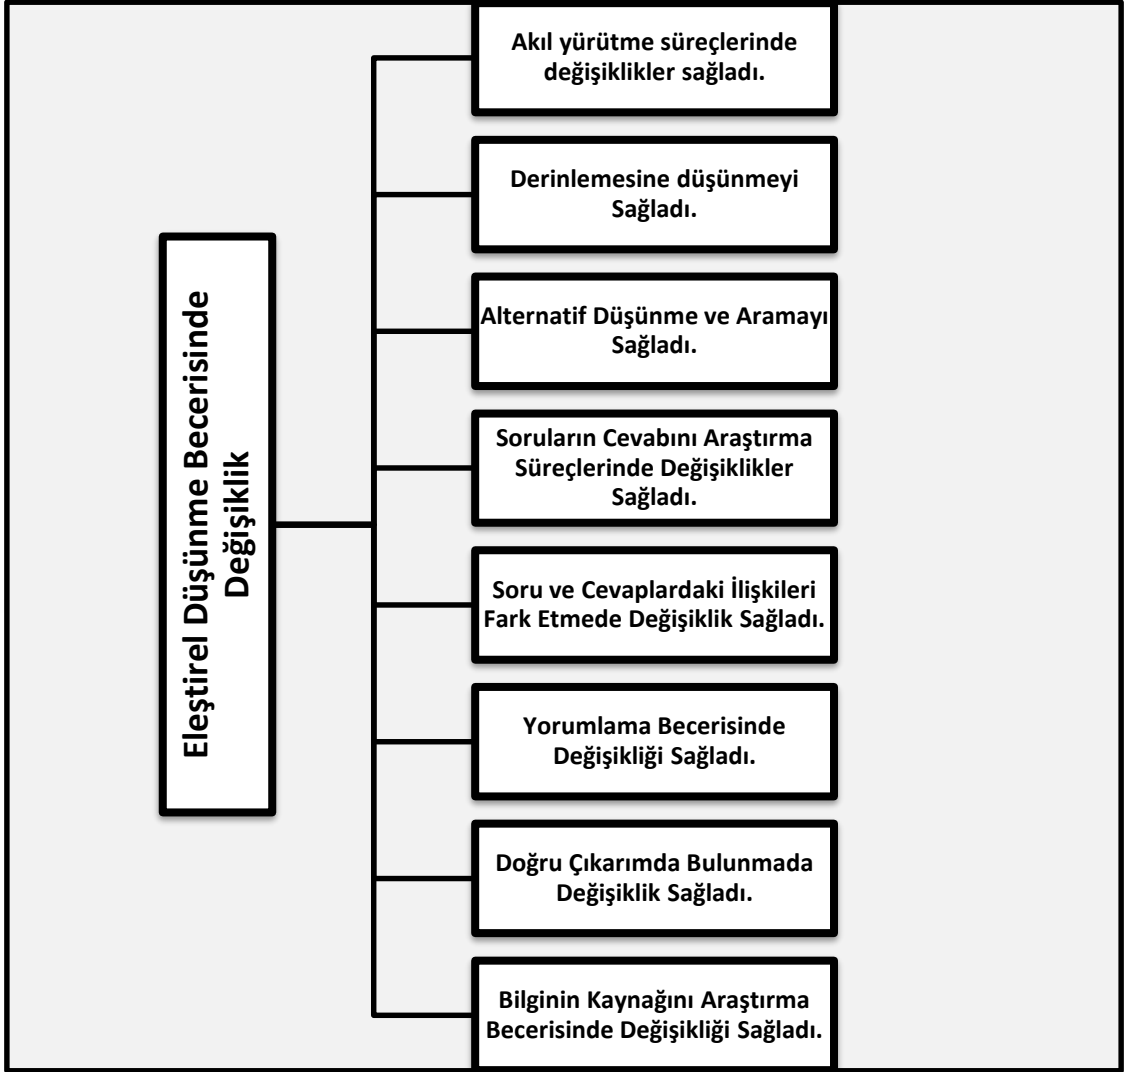 Eleştirel Düşünme Becerisinde
Değişiklik
Akıl yürütme süreçlerinde
değişiklikler sağladı.
Derinlemesine düşünmeyi
Sağladı.
Alternatif Düşünme ve Aramayı
Sağladı.
Soruların Cevabını Araştırma
Süreçlerinde Değişiklikler
Sağladı.
Soru ve Cevaplardaki İlişkileri
Fark Etmede Değişiklik Sağladı.
Yorumlama Becerisinde
Değişikliği Sağladı.
Doğru Çıkarımda Bulunmada
Değişiklik Sağladı.
Bilginin Kaynağını Araştırma
Becerisinde Değişikliği Sağladı.